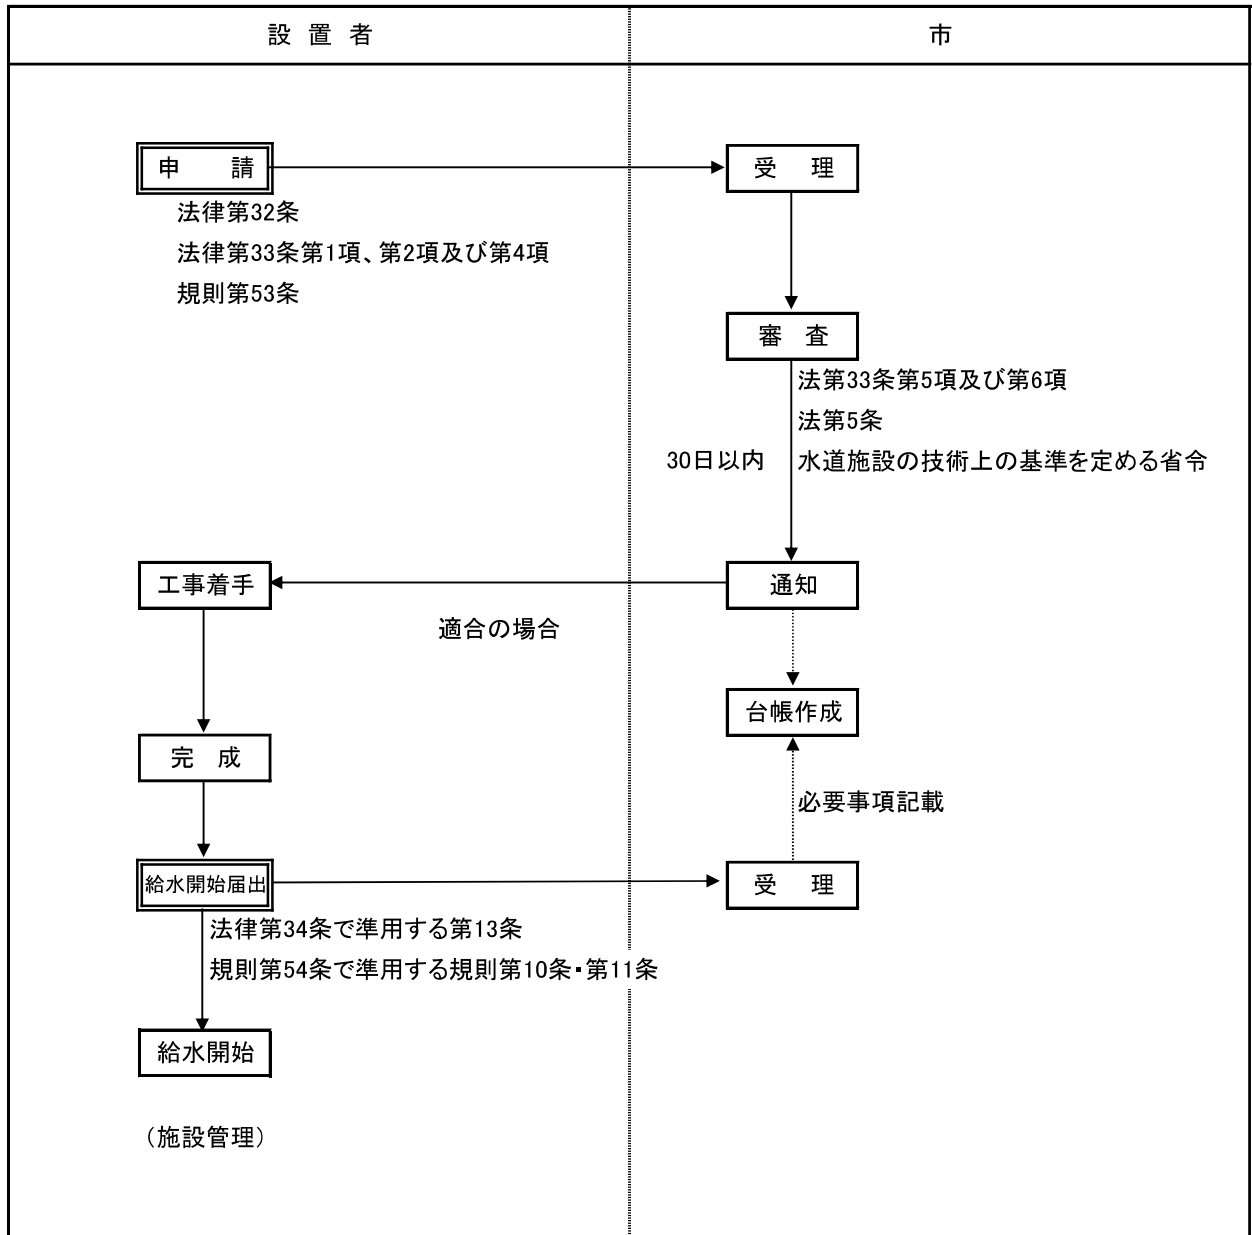 設置者
市
申請
受理
法律第32条
法律第33条第1項、第2項及び第4項
規則第53条
審査
法第33条第5項及び第6項
法第5条
30日以内
水道施設の技術上の基準を定める省令
工事着手
通知
適合の場合
台帳作成
完成
必要事項記載
給水開始届出
受理
法律第34条で準用する第13条
規則第54条で準用する規則第10条・第11条
給水開始
（施設管理）